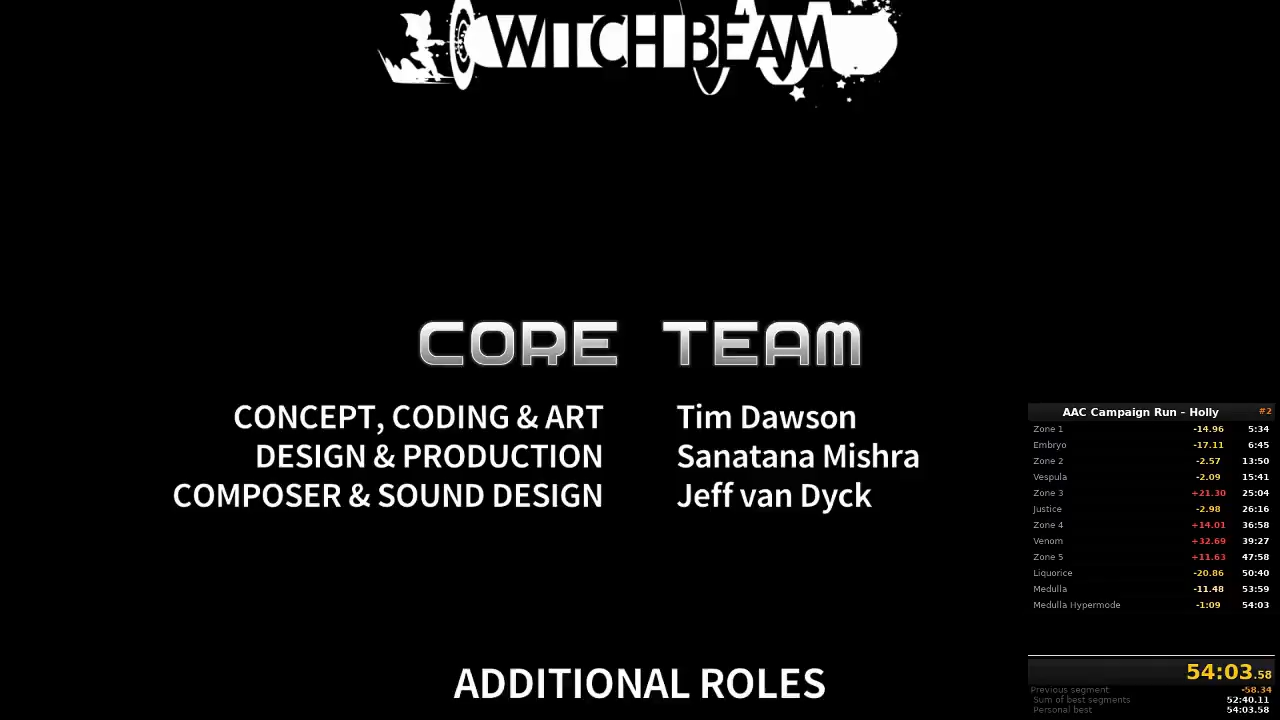 WITCH BEAM
CORE TEAM
CONCEPT, CODING & ART Tim Dawson
DESIGN & PRODUCTION Sanatana Mishra
COMPOSER & SOUND DESIGN Jeff van Dyck
ADDITIONAL ROLES
AAC Campaign Run - Holly #2
Zone 1 -14.96 5:34
Embryo -17.11 6:45
Zone 2 -2.57 13:50
Vespula -2.09 15:41
Zone 3 +21.30 25:04
Justice -2.98 26:16
Zone 4 +14.01 36:58
Venom +32.69 39:27
Zone 5 +11.63 47:58
Liquorice -20.86 50:40
Medulla -11.48 53:59
Medulla Hypermode -1:09 54:03
54:03.58
Previous segment -58.34
Sum of best segments 52:40.11
Personal best 54:03.58